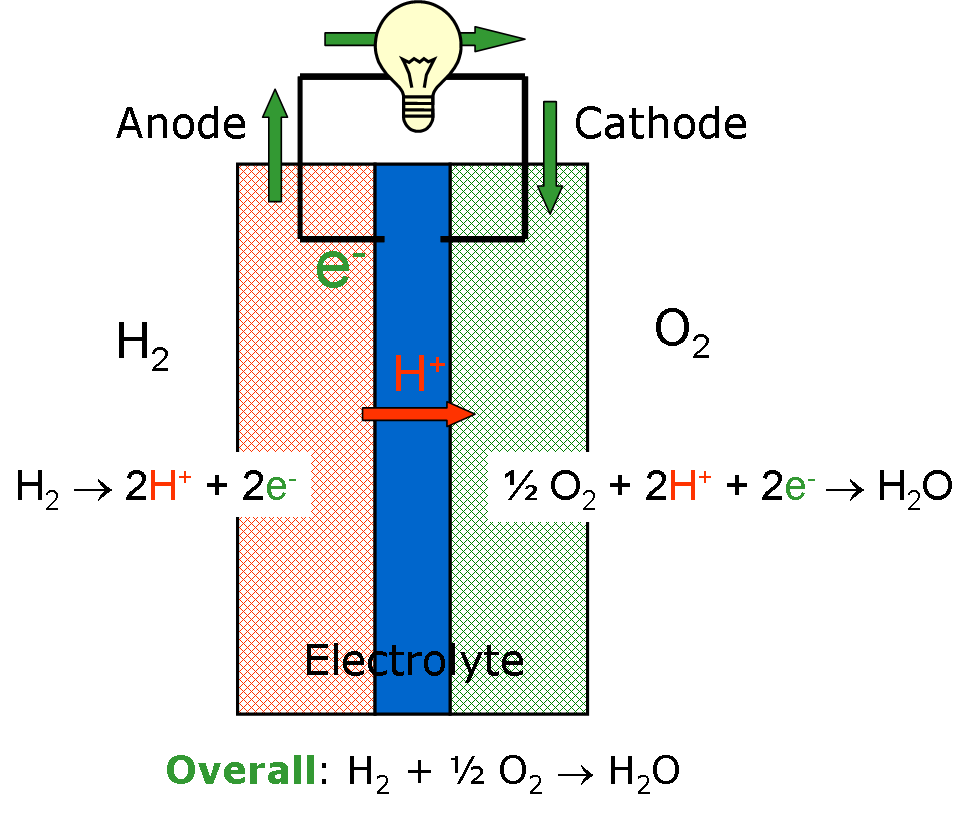 Anode
Cathode
e⁻
H₂
O₂
H⁺
H₂ → 2H⁺ + 2e⁻
½ O₂ + 2H⁺ + 2e⁻ → H₂O
Electrolyte
Overall: H₂ + ½ O₂ → H₂O